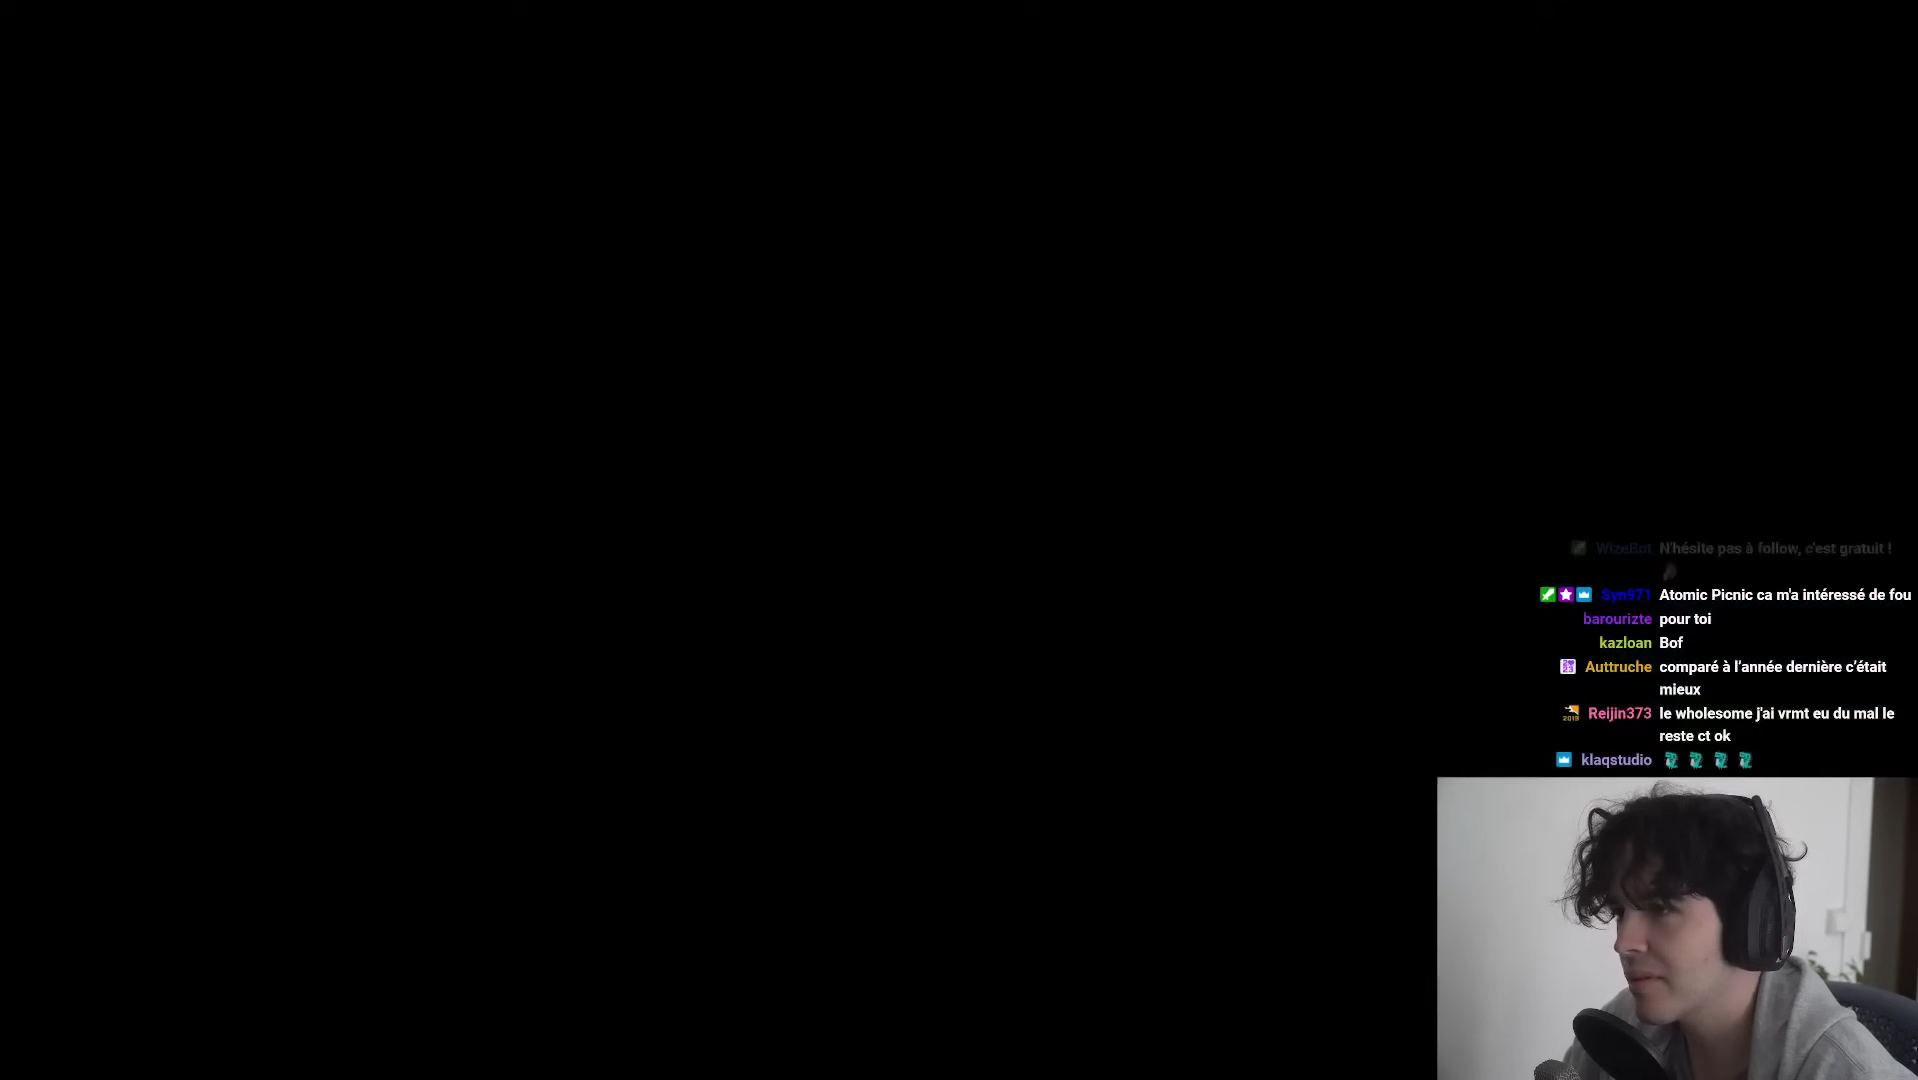 WizeBot N'hésite pas à follow, c'est gratuit !
Syn971 Atomic Picnic ca m'a intéressé de fou
barourizte pour toi
kazloan Bof
Auttruche comparé à l’année dernière c’était
mieux
2019 Reijin373 le wholesome j'ai vrmt eu du mal le
reste ct ok
klaqstudio